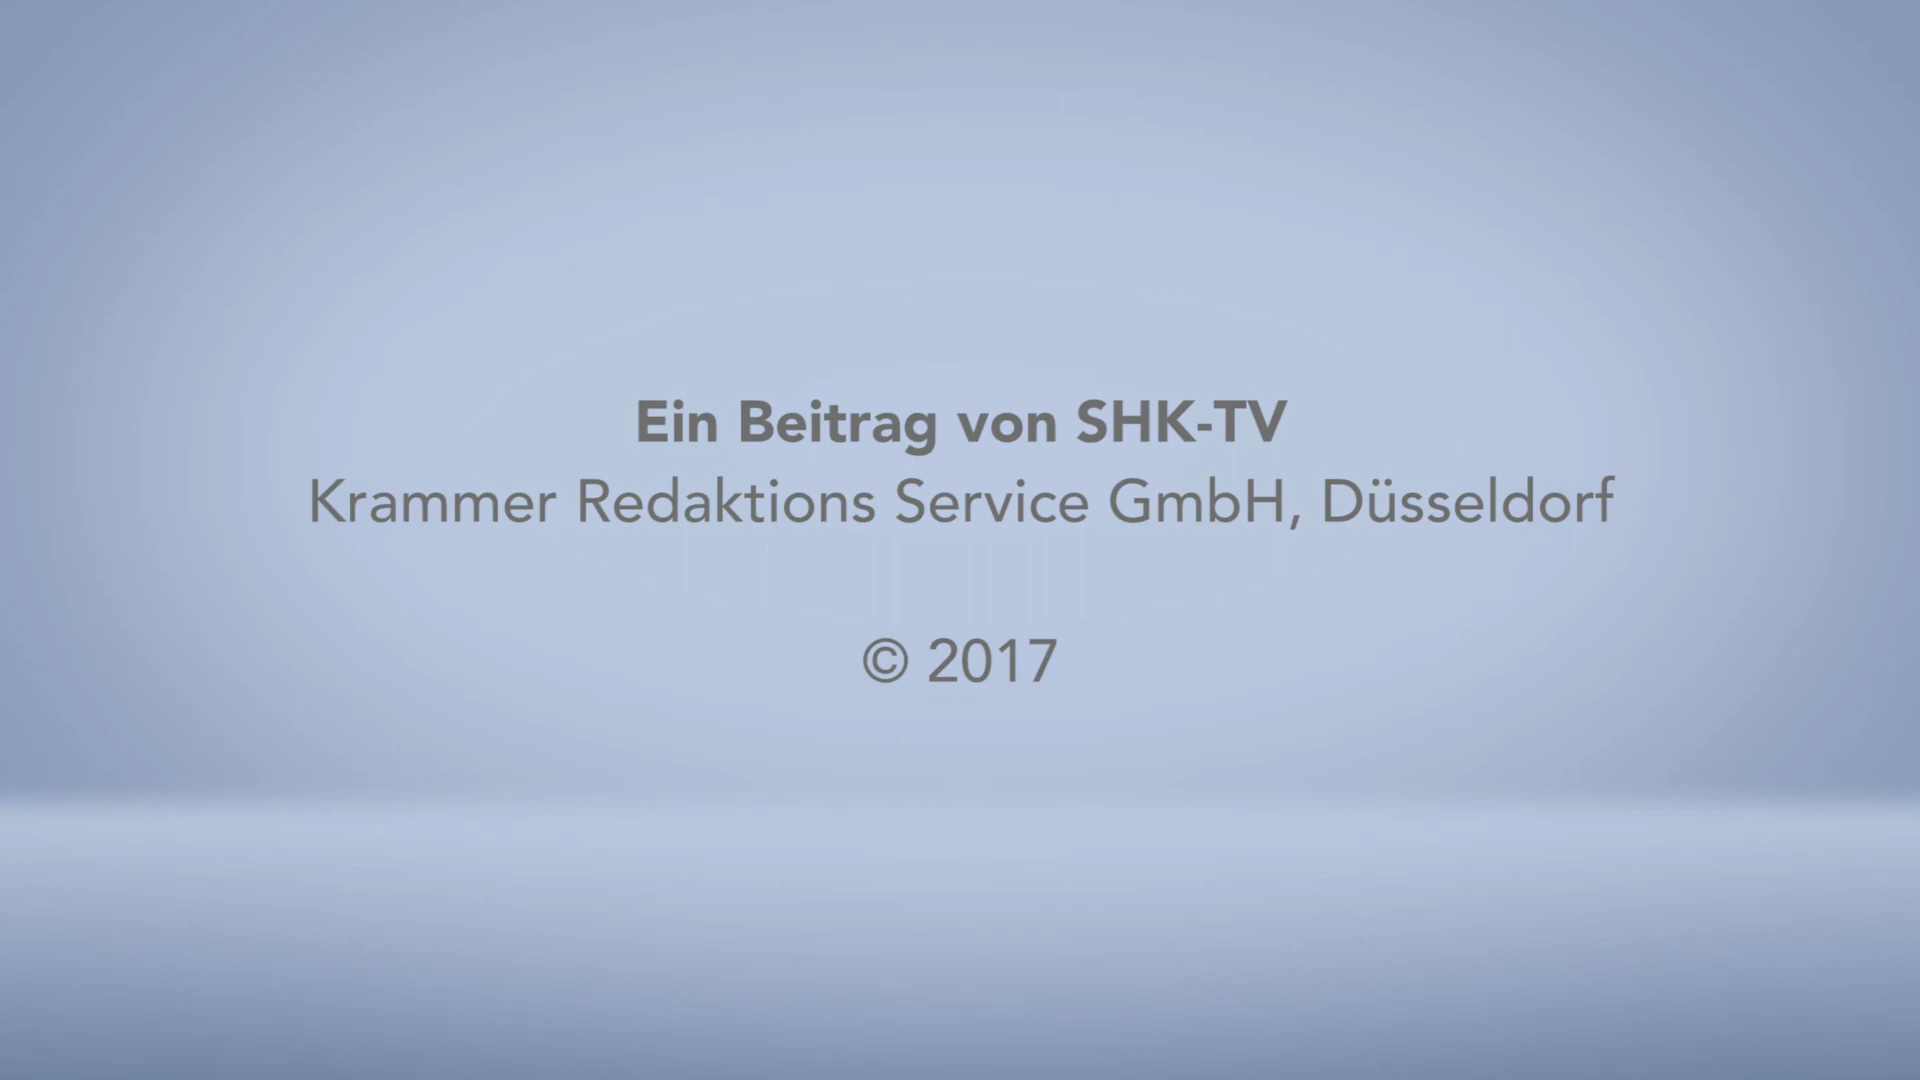 Ein Beitrag von SHK-TV
Krammer Redaktions Service GmbH, Düsseldorf
© 2017